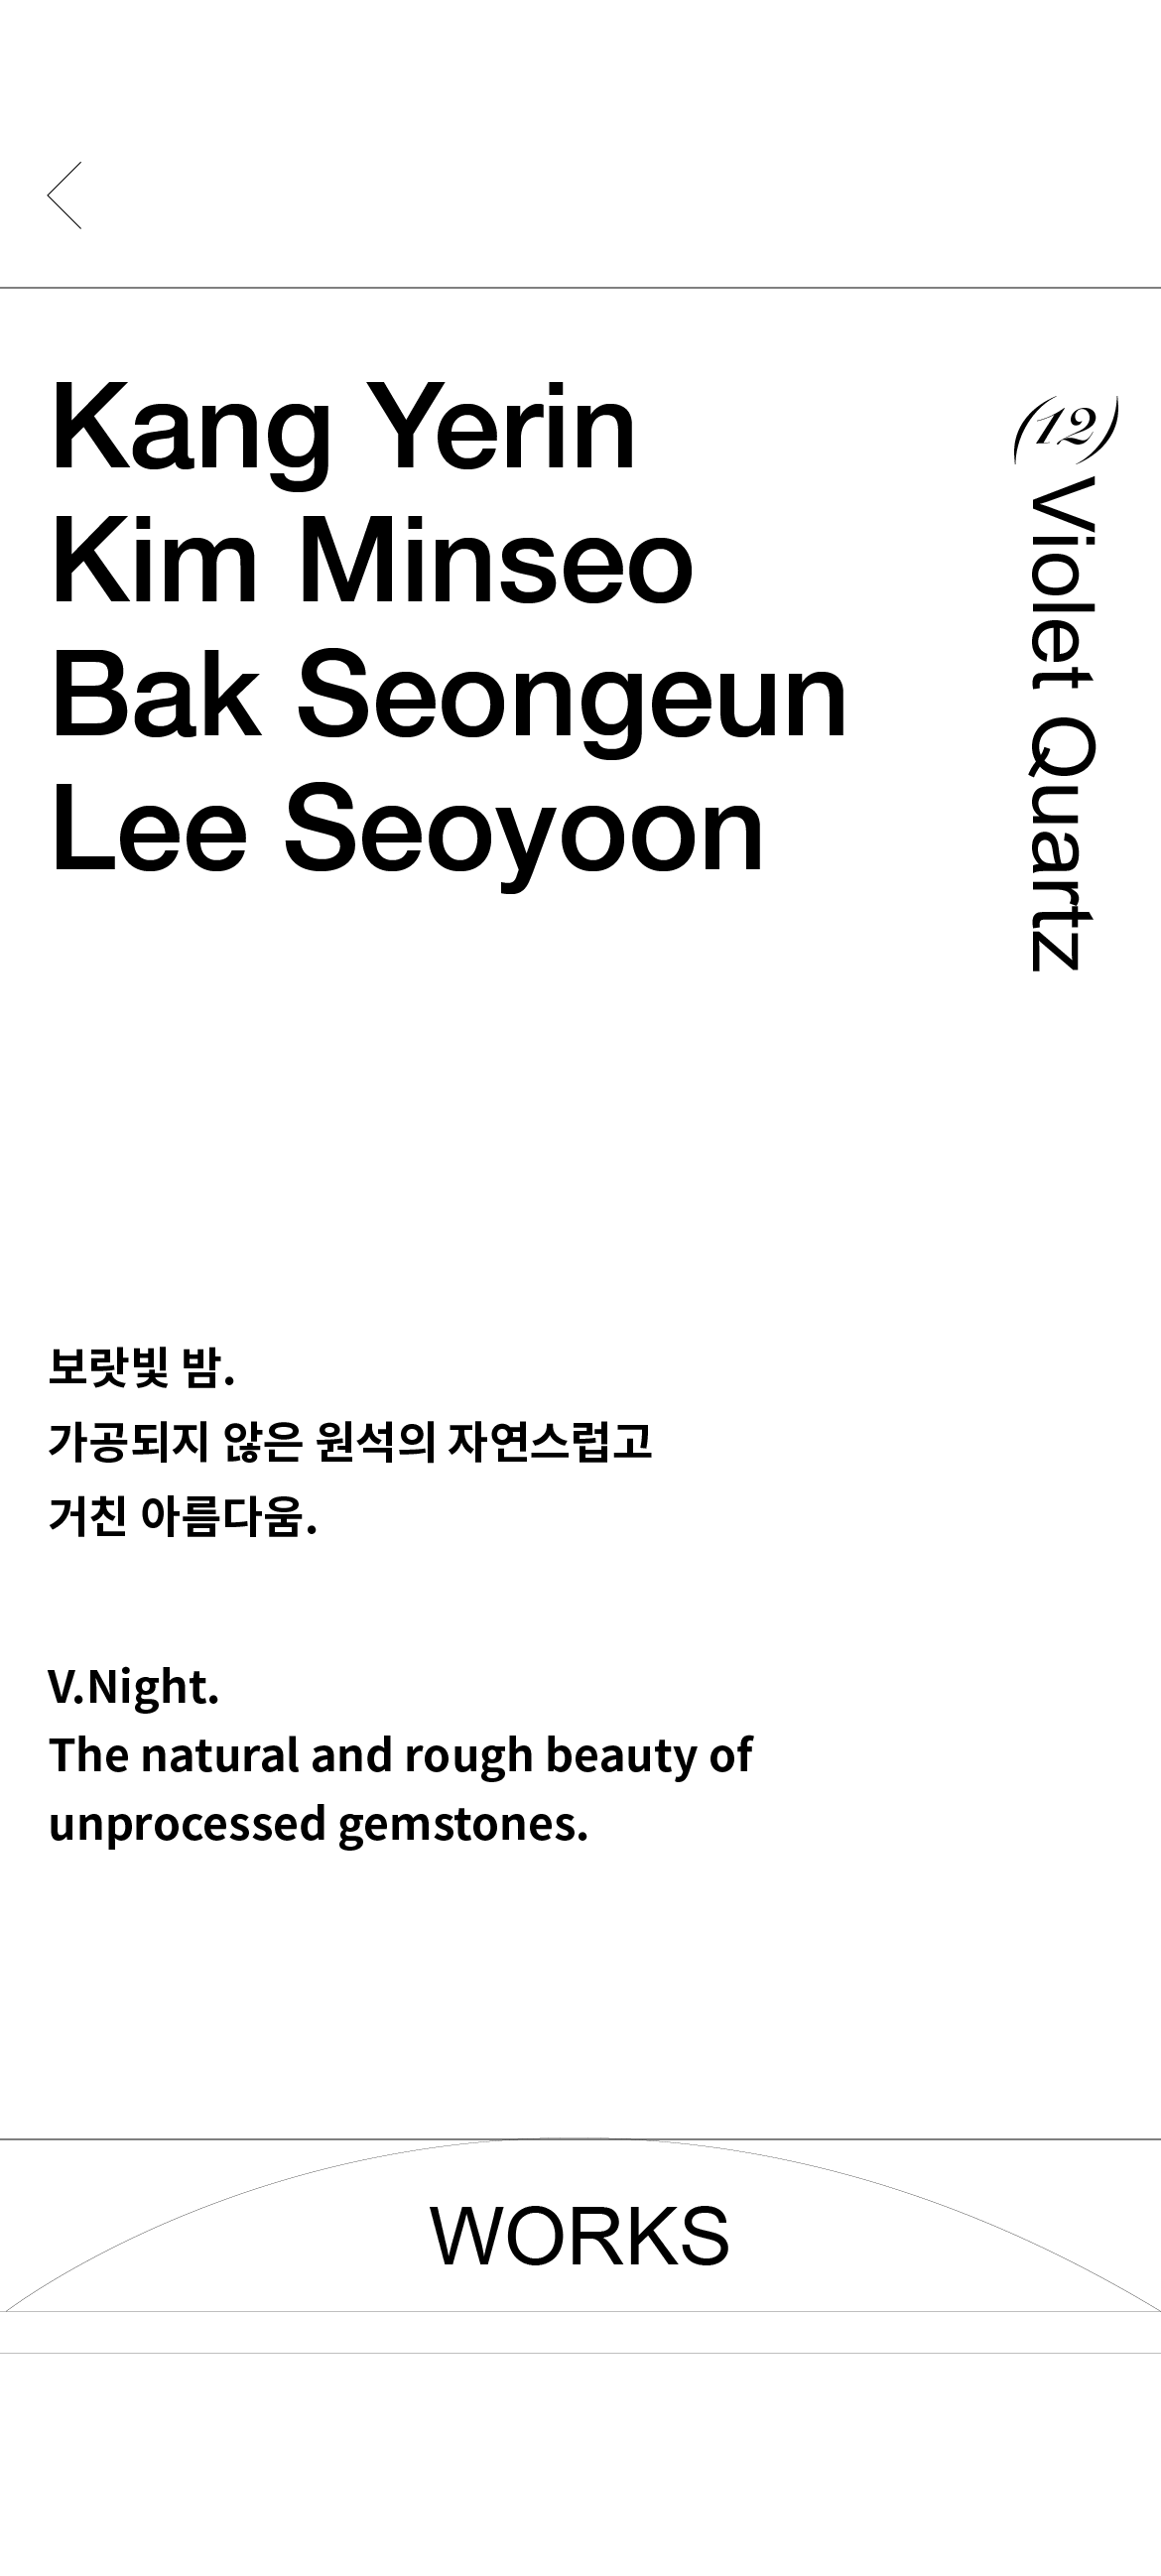 Kang Yerin
Kim Minseo
Bak Seongeun
Lee Seoyoon
(12) Violet Quartz
보랏빛 밤.
가공되지 않은 원석의 자연스럽고
거친 아름다움.
V.Night.
The natural and rough beauty of
unprocessed gemstones.
WORKS